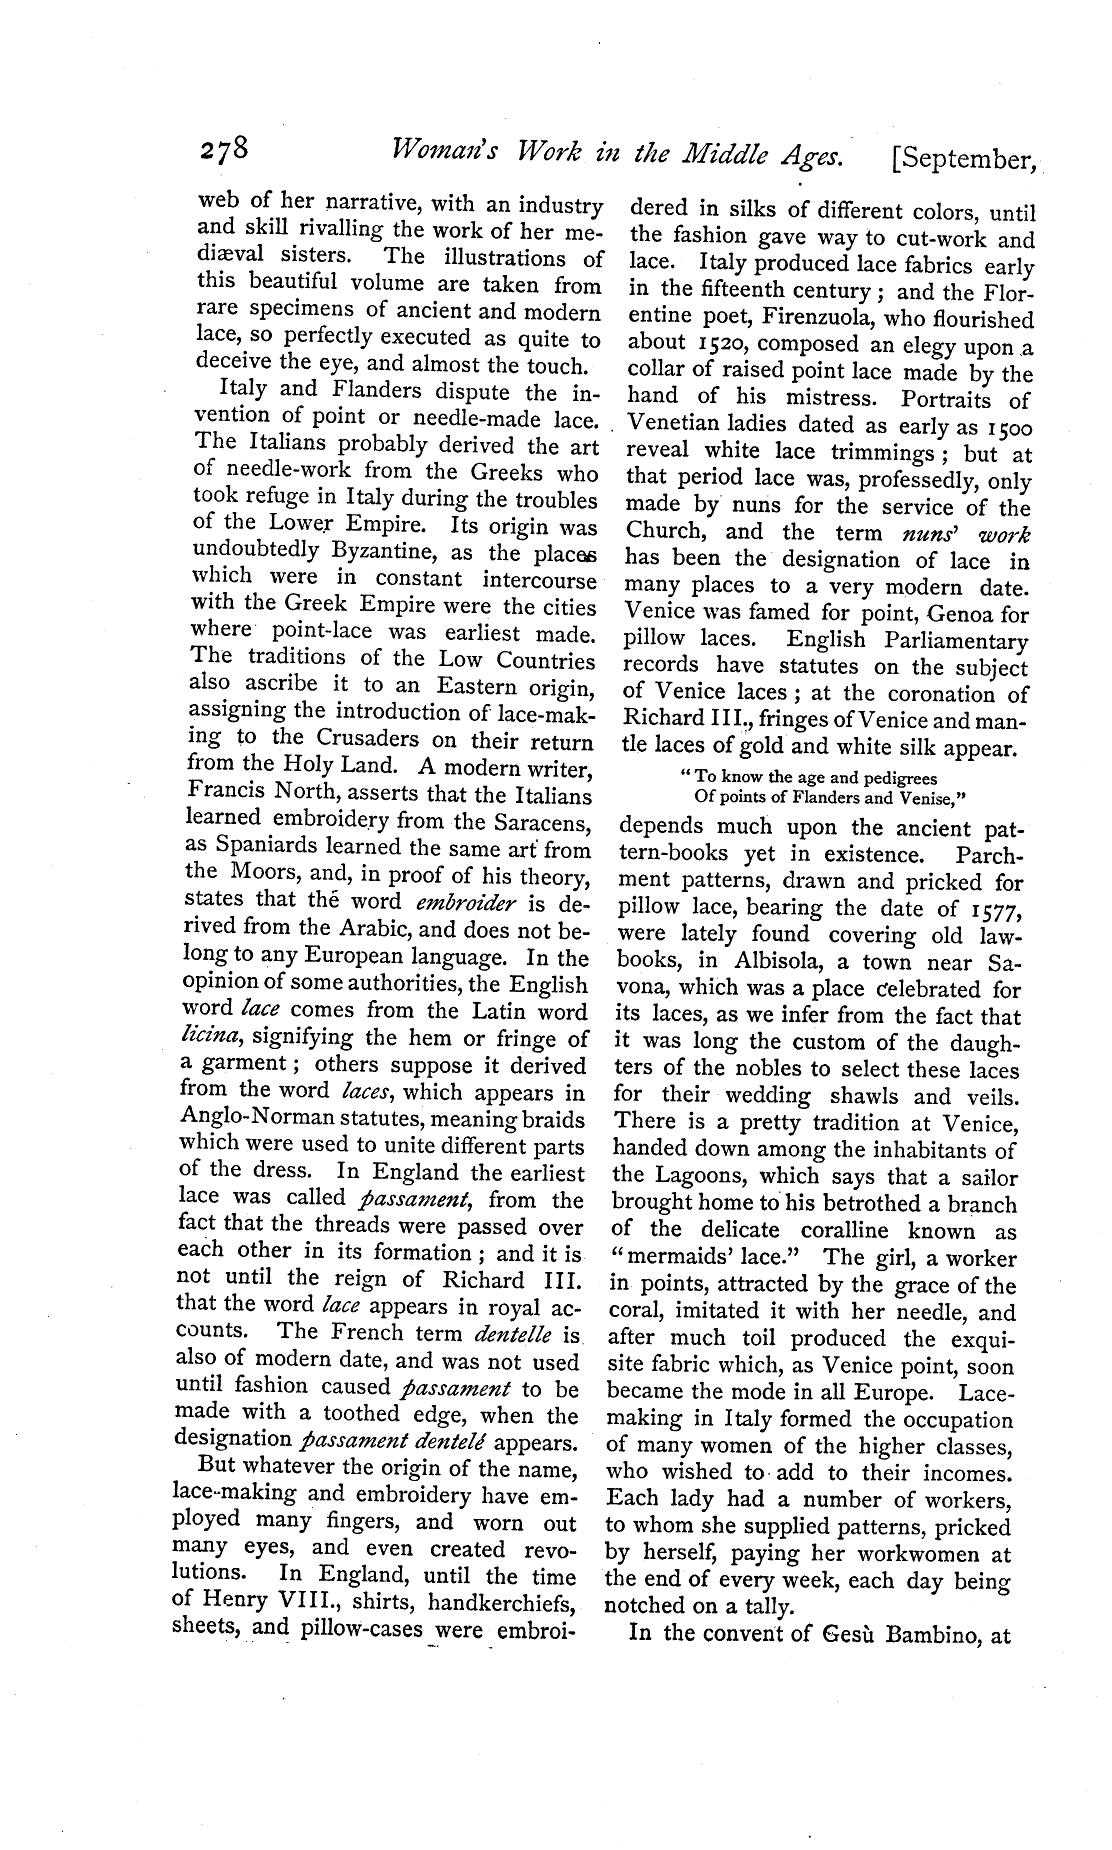 278 Woman's Work in the Middle Ages. [September,
web of her narrative, with an industry
and skill rivalling the work of her me-
diæval sisters. The illustrations of
this beautiful volume are taken from
rare specimens of ancient and modern
lace, so perfectly executed as quite to
deceive the eye, and almost the touch.
Italy and Flanders dispute the in-
vention of point or needle-made lace.
The Italians probably derived the art
of needle-work from the Greeks who
took refuge in Italy during the troubles
of the Lower Empire. Its origin was
undoubtedly Byzantine, as the places
which were in constant intercourse
with the Greek Empire were the cities
where point-lace was earliest made.
The traditions of the Low Countries
also ascribe it to an Eastern origin,
assigning the introduction of lace-mak-
ing to the Crusaders on their return
from the Holy Land. A modern writer,
Francis North, asserts that the Italians
learned embroidery from the Saracens,
as Spaniards learned the same art from
the Moors, and, in proof of his theory,
states that the word embroider is de-
rived from the Arabic, and does not be-
long to any European language. In the
opinion of some authorities, the English
word lace comes from the Latin word
licina, signifying the hem or fringe of
a garment; others suppose it derived
from the word laces, which appears in
Anglo-Norman statutes, meaning braids
which were used to unite different parts
of the dress. In England the earliest
lace was called passament, from the
fact that the threads were passed over
each other in its formation; and it is
not until the reign of Richard III.
that the word lace appears in royal ac-
counts. The French term dentelle is
also of modern date, and was not used
until fashion caused passament to be
made with a toothed edge, when the
designation passament dentelé appears.
But whatever the origin of the name,
lace-making and embroidery have em-
ployed many fingers, and worn out
many eyes, and even created revo-
lutions. In England, until the time
of Henry VIII., shirts, handkerchiefs,
sheets, and pillow-cases were embroi-
dered in silks of different colors, until
the fashion gave way to cut-work and
lace. Italy produced lace fabrics early
in the fifteenth century; and the Flor-
entine poet, Firenzuola, who flourished
about 1520, composed an elegy upon a
collar of raised point lace made by the
hand of his mistress. Portraits of
Venetian ladies dated as early as 1500
reveal white lace trimmings; but at
that period lace was, professedly, only
made by nuns for the service of the
Church, and the term nuns' work
has been the designation of lace in
many places to a very modern date.
Venice was famed for point, Genoa for
pillow laces. English Parliamentary
records have statutes on the subject
of Venice laces; at the coronation of
Richard III., fringes of Venice and man-
tle laces of gold and white silk appear.
"To know the age and pedigrees
Of points of Flanders and Venise,"
depends much upon the ancient pat-
tern-books yet in existence. Parch-
ment patterns, drawn and pricked for
pillow lace, bearing the date of 1577,
were lately found covering old law-
books, in Albisola, a town near Sa-
vona, which was a place celebrated for
its laces, as we infer from the fact that
it was long the custom of the daugh-
ters of the nobles to select these laces
for their wedding shawls and veils.
There is a pretty tradition at Venice,
handed down among the inhabitants of
the Lagoons, which says that a sailor
brought home to his betrothed a branch
of the delicate coralline known as
"mermaids' lace." The girl, a worker
in points, attracted by the grace of the
coral, imitated it with her needle, and
after much toil produced the exqui-
site fabric which, as Venice point, soon
became the mode in all Europe. Lace-
making in Italy formed the occupation
of many women of the higher classes,
who wished to add to their incomes.
Each lady had a number of workers,
to whom she supplied patterns, pricked
by herself, paying her workwomen at
the end of every week, each day being
notched on a tally.
In the convent of Gesù Bambino, at